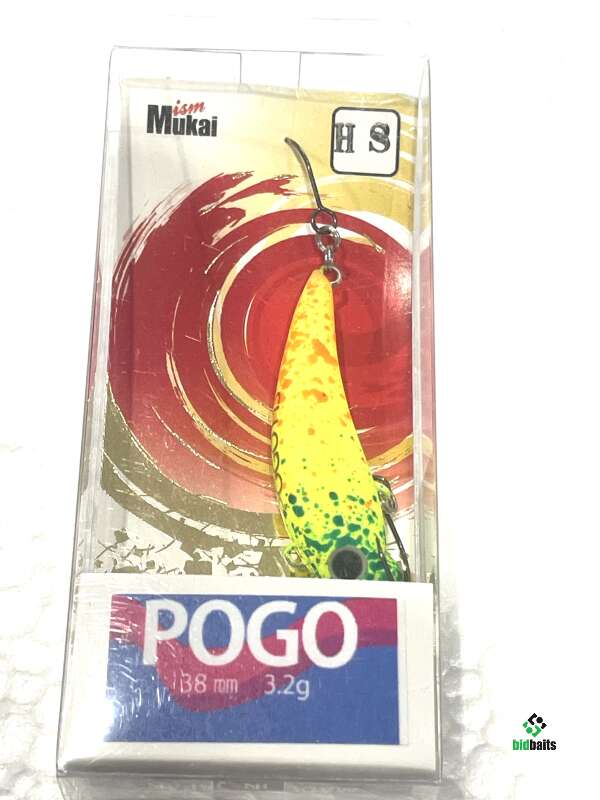 ism
Mukai
H S
POGO
38 mm 3.2g
bidbaits